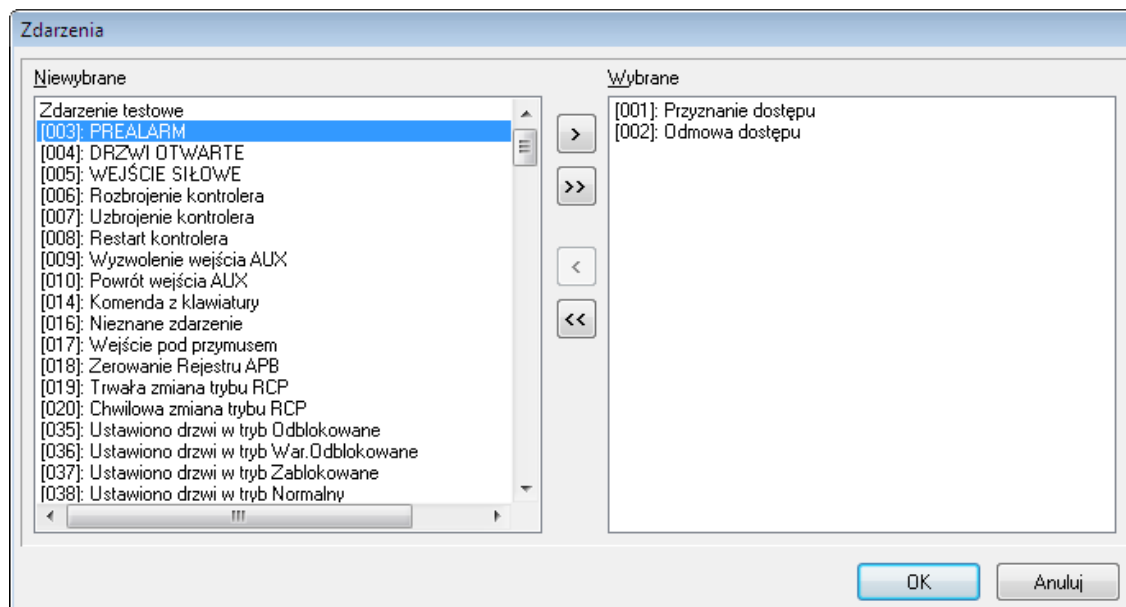 Zdarzenia
Niewybrane
Zdarzenie testowe
[003]: PREALARM
[004]: DRZWI OTWARTE
[005]: WEJŚCIE SIŁOWE
[006]: Rozbrojenie kontrolera
[007]: Uzbrojenie kontrolera
[008]: Restart kontrolera
[009]: Wyzwolenie wejścia AUX
[010]: Powrót wejścia AUX
[014]: Komenda z klawiatury
[016]: Nieznane zdarzenie
[017]: Wejście pod przymusem
[018]: Zerowanie Rejestru APB
[019]: Trwała zmiana trybu RCP
[020]: Chwilowa zmiana trybu RCP
[035]: Ustawiono drzwi w tryb Odblokowane
[036]: Ustawiono drzwi w tryb War.Odblokowane
[037]: Ustawiono drzwi w tryb Zablokowane
[038]: Ustawiono drzwi w tryb Normalny
>
>>
<
<<
Wybrane
[001]: Przyznanie dostępu
[002]: Odmowa dostępu
OK
Anuluj